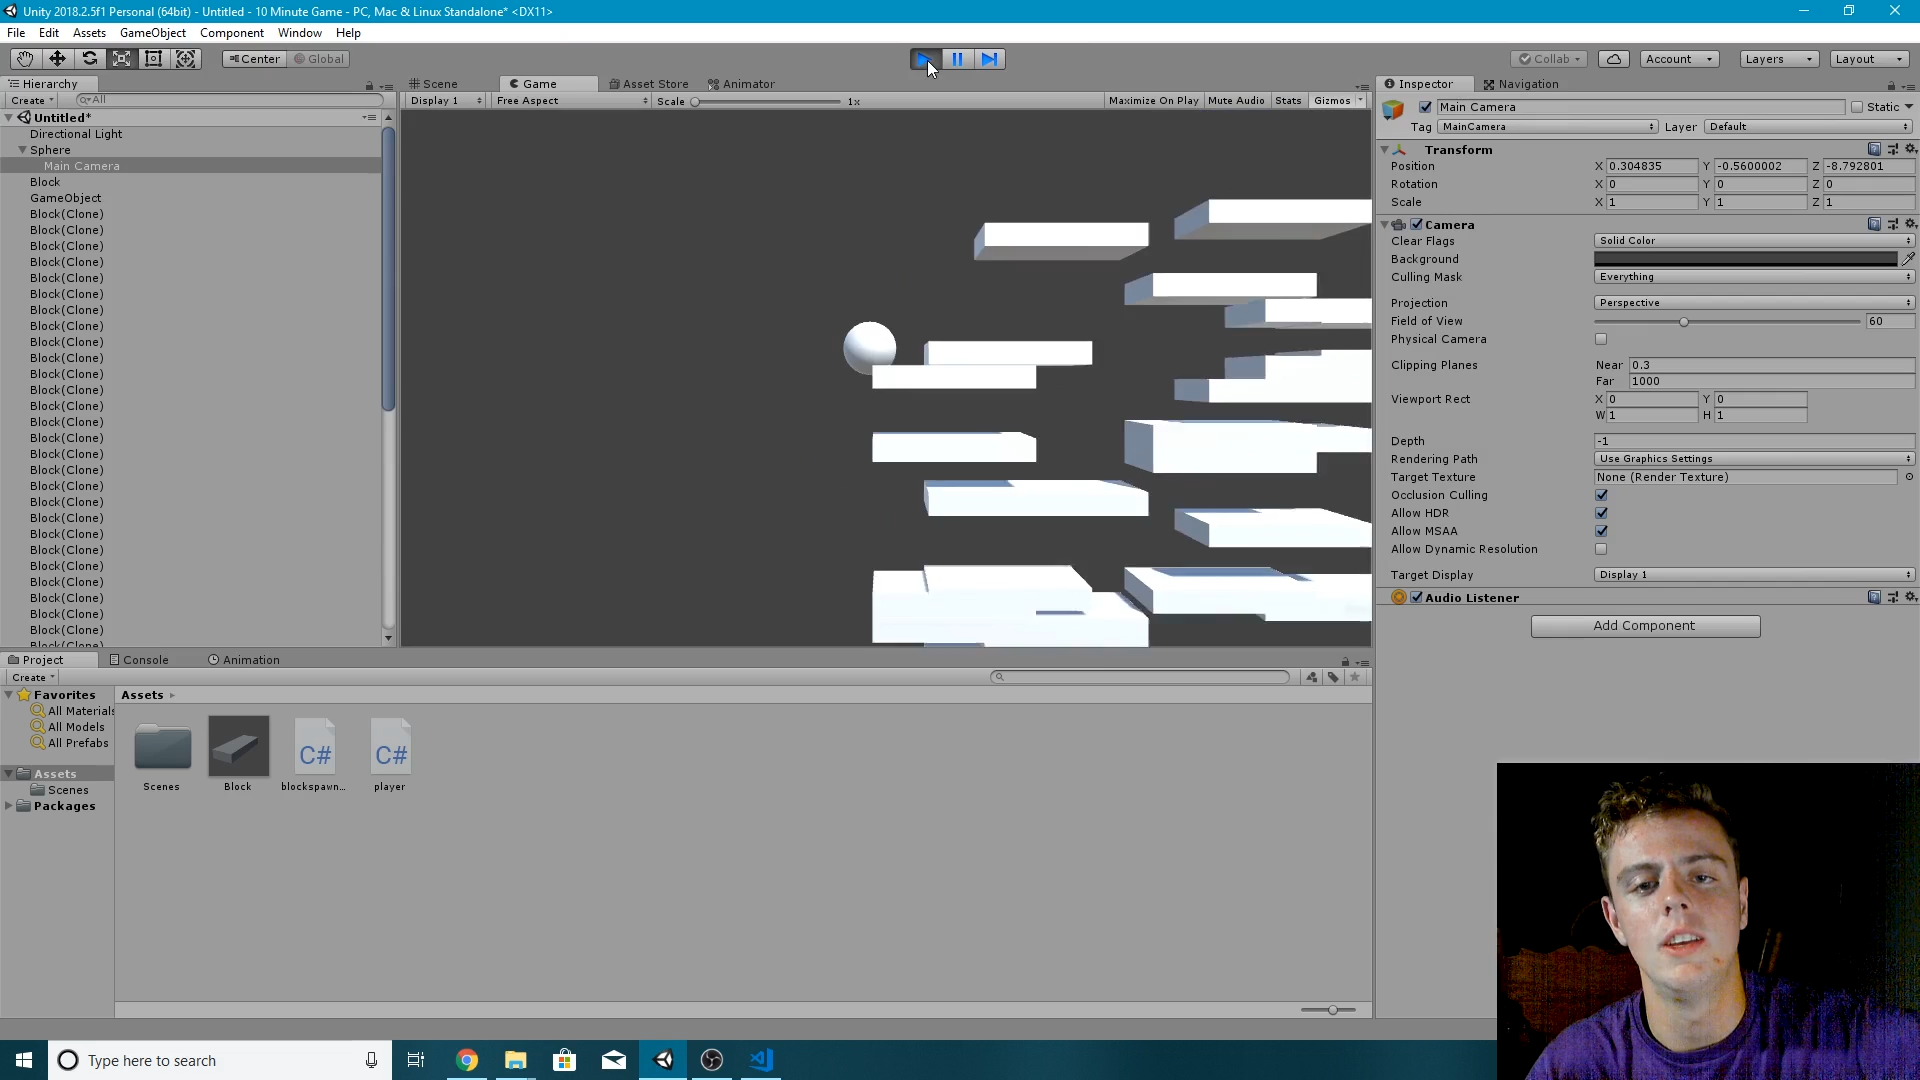 Unity 2018.2.5f1 Personal (64bit) - Untitled - 10 Minute Game - PC, Mac & Linux Standalone* <DX11>
File Edit Assets GameObject Component Window Help
Center Global Collab Account Layers Layout
Hierarchy Scene Game Asset Store Animator Inspector Navigation
Create All Display 1 Free Aspect Scale 1x Maximize On Play Mute Audio Stats Gizmos Main Camera Static
Untitled*
Tag MainCamera Layer Default
Directional Light
Sphere
Transform
Main Camera
Position X 0.304835 Y -0.5600002 Z -8.792801
Block
Rotation X 0 Y 0 Z 0
GameObject
Scale X 1 Y 1 Z 1
Block(Clone)
Camera
Block(Clone)
Clear Flags Solid Color
Block(Clone)
Background
Block(Clone)
Culling Mask Everything
Block(Clone)
Block(Clone)
Projection Perspective
Block(Clone)
Field of View 60
Block(Clone)
Physical Camera
Block(Clone)
Block(Clone)
Clipping Planes Near 0.3
Block(Clone)
Far 1000
Block(Clone)
Viewport Rect X 0 Y 0
Block(Clone)
W 1 H 1
Block(Clone)
Block(Clone)
Depth -1
Block(Clone)
Rendering Path Use Graphics Settings
Block(Clone)
Target Texture None (Render Texture)
Block(Clone)
Occlusion Culling
Block(Clone)
Allow HDR
Block(Clone)
Allow MSAA
Block(Clone)
Allow Dynamic Resolution
Block(Clone)
Block(Clone)
Target Display Display 1
Block(Clone)
Audio Listener
Block(Clone)
Block(Clone)
Add Component
Block(Clone)
Block(Clone)
Project Console Animation
Create
Favorites Assets
All Materials
All Models
All Prefabs
C# C#
Assets
Scenes Block blockspawn... player
Scenes
Packages
Type here to search